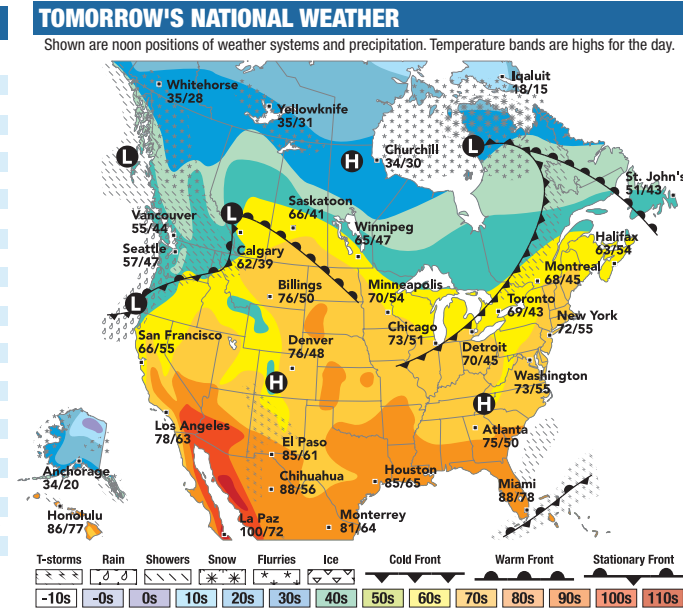 TOMORROW'S NATIONAL WEATHER
Shown are noon positions of weather systems and precipitation. Temperature bands are highs for the day.
Iqaluit
18/15
Whitehorse
35/28
Yellowknife
35/31
L
H
Churchill
34/30
L
St. John's
51/43
Saskatoon
66/41
Vancouver
55/44
L
Winnipeg
65/47
Seattle
57/47
Calgary
62/39
Halifax
63/54
Montreal
68/45
Billings
76/50
Minneapolis
70/54
L
Toronto
69/43
New York
72/55
San Francisco
66/55
Denver
76/48
Chicago
73/51
Detroit
70/45
H
Washington
73/55
H
Los Angeles
78/63
Atlanta
75/50
El Paso
85/61
Anchorage
34/20
Chihuahua
88/56
Houston
85/65
Miami
88/78
Honolulu
86/77
La Paz
100/72
Monterrey
81/64
T-storms Rain Showers Snow Flurries Ice Cold Front Warm Front Stationary Front
-10s -0s 0s 10s 20s 30s 40s 50s 60s 70s 80s 90s 100s 110s